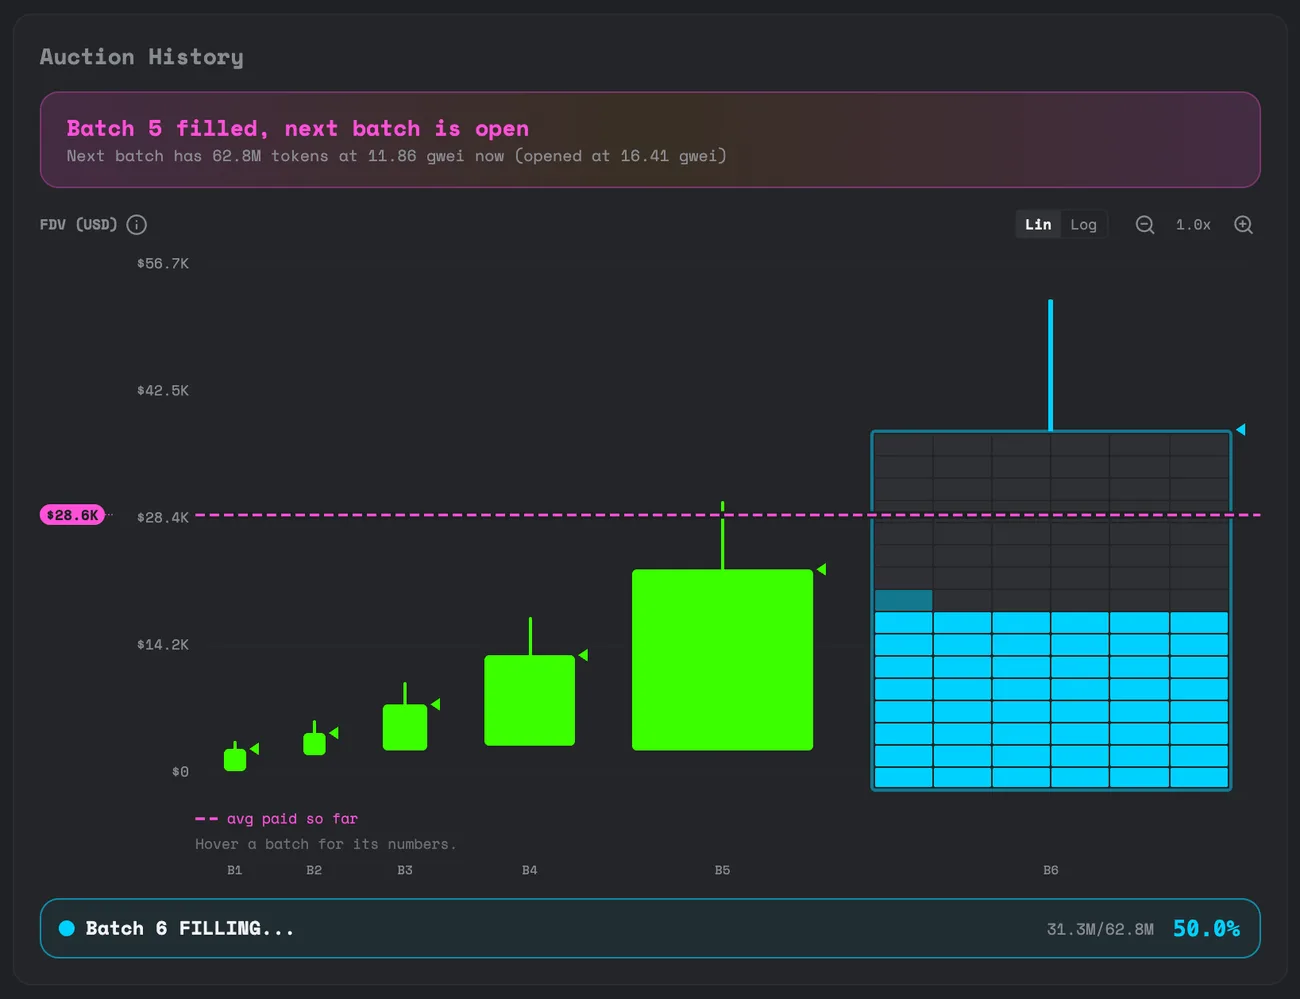 Auction History
Batch 5 filled, next batch is open
Next batch has 62.8M tokens at 11.86 gwei now (opened at 16.41 gwei)
FDV (USD)
Lin Log 1.0x
$56.7K
$42.5K
$28.6K
$28.4K
$14.2K
$0
avg paid so far
Hover a batch for its numbers.
B1 B2 B3 B4 B5 B6
Batch 6 FILLING... 31.3M/62.8M 50.0%